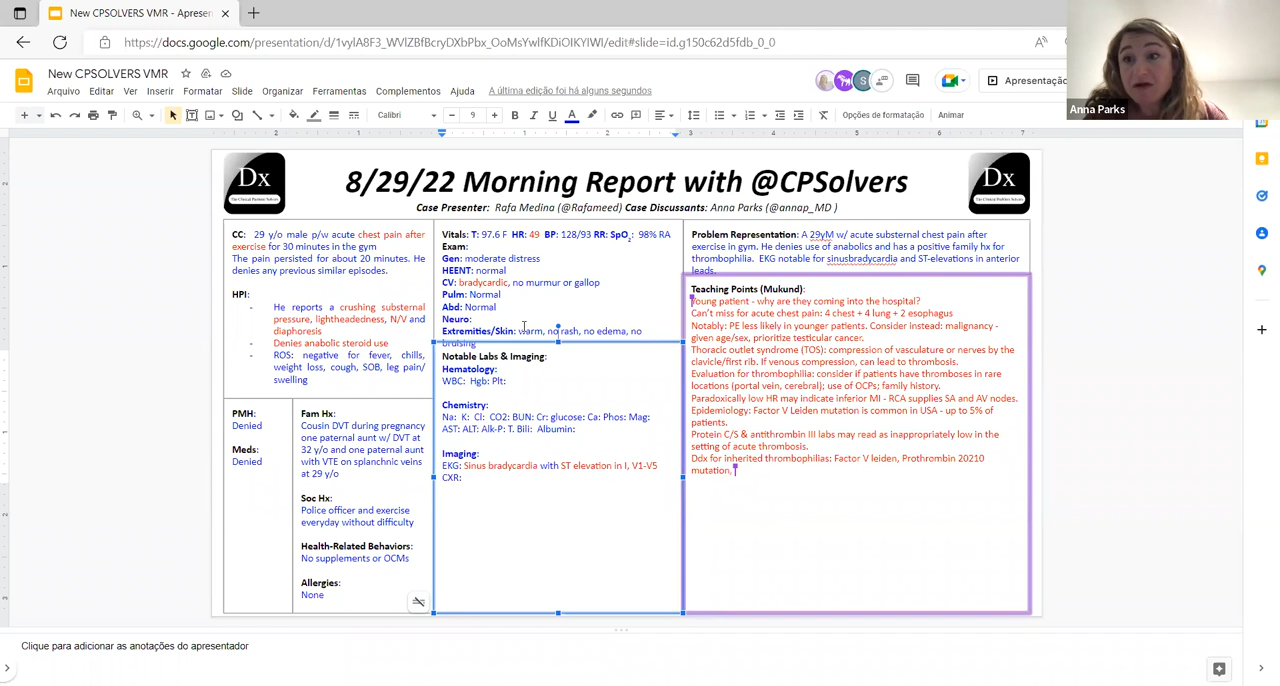 New CPSOLVERS VMR - Apresen
https://docs.google.com/presentation/d/1vylA8F3_WVlZBfBcryDXbPbx_OoMsYwlfKDiOIKYIWI/edit#slide=id.g150c62d5fdb_0_0
New CPSOLVERS VMR
Arquivo Editar Ver Inserir Formatar Slide Organizar Ferramentas Complementos Ajuda A última edição foi há alguns segundos
Apresentação
Anna Parks
Calibri 9 Opções de formatação Animar
Dx
The Clinical Problem Solvers
8/29/22 Morning Report with @CPSolvers
Case Presenter: Rafa Medina (@Rafameed) Case Discussants: Anna Parks (@annap_MD )
Dx
The Clinical Problem Solvers
CC: 29 y/o male p/w acute chest pain after
exercise for 30 minutes in the gym
The pain persisted for about 20 minutes. He
denies any previous similar episodes.
HPI:
- He reports a crushing substernal
pressure, lightheadedness, N/V and
diaphoresis
- Denies anabolic steroid use
- ROS: negative for fever, chills,
weight loss, cough, SOB, leg pain/
swelling
PMH:
Denied
Meds:
Denied
Fam Hx:
Cousin DVT during pregnancy
one paternal aunt w/ DVT at
32 y/o and one paternal aunt
with VTE on splanchnic veins
at 29 y/o
Soc Hx:
Police officer and exercise
everyday without difficulty
Health-Related Behaviors:
No supplements or OCMs
Allergies:
None
Vitals: T: 97.6 F HR: 49 BP: 128/93 RR: SpO2: 98% RA
Exam:
Gen: moderate distress
HEENT: normal
CV: bradycardic, no murmur or gallop
Pulm: Normal
Abd: Normal
Neuro:
Extremities/Skin: warm, no rash, no edema, no
bruising
Notable Labs & Imaging:
Hematology:
WBC: Hgb: Plt:
Chemistry:
Na: K: Cl: CO2: BUN: Cr: glucose: Ca: Phos: Mag:
AST: ALT: Alk-P: T. Bili: Albumin:
Imaging:
EKG: Sinus bradycardia with ST elevation in I, V1-V5
CXR:
Problem Representation: A 29yM w/ acute substernal chest pain after
exercise in gym. He denies use of anabolics and has a positive family hx for
thrombophilia. EKG notable for sinusbradycardia and ST-elevations in anterior
leads.
Teaching Points (Mukund):
Young patient - why are they coming into the hospital?
Can't miss for acute chest pain: 4 chest + 4 lung + 2 esophagus
Notably: PE less likely in younger patients. Consider instead: malignancy -
given age/sex, prioritize testicular cancer.
Thoracic outlet syndrome (TOS): compression of vasculature or nerves by the
clavicle/first rib. If venous compression, can lead to thrombosis.
Evaluation for thrombophilia: consider if patients have thromboses in rare
locations (portal vein, cerebral); use of OCPs; family history.
Paradoxically low HR may indicate inferior MI - RCA supplies SA and AV nodes.
Epidemiology: Factor V Leiden mutation is common in USA - up to 5% of
patients.
Protein C/S & antithrombin III labs may read as inappropriately low in the
setting of acute thrombosis.
Ddx for inherited thrombophilias: Factor V leiden, Prothrombin 20210
mutation,
Clique para adicionar as anotações do apresentador